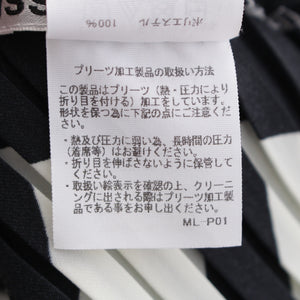 SS
ポリエステル 100%
プリーツ加工製品の取扱い方法
この製品はプリーツ(熱・圧力により
折り目を付ける)加工をしています。
形状を保つ為に下記の点にご注意
下さい。
・熱及び圧力に弱い為、長時間の圧力
(着席等)はお避けください。
・折り目を伸ばさないように保管して
ください。
・取扱い絵表示を確認の上、クリーニ
ングに出される際はプリーツ加工製品
である事をお申し出ください。
ML-P01